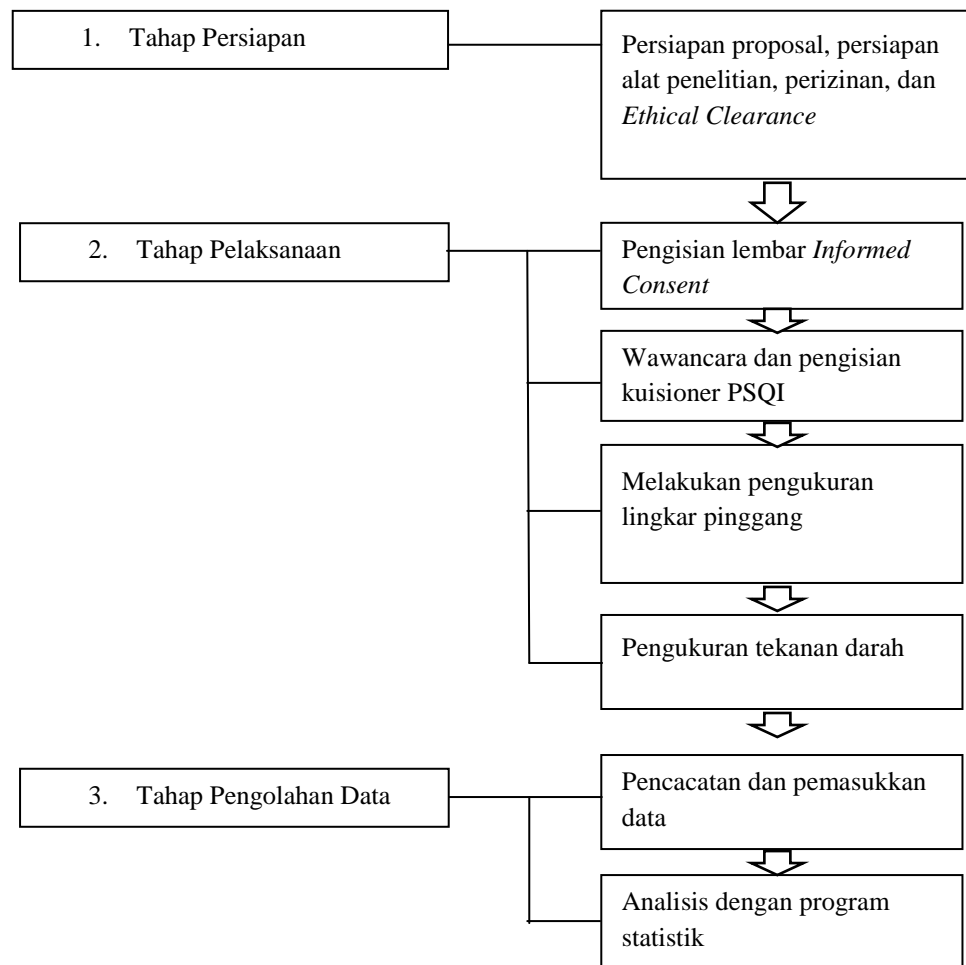 1. Tahap Persiapan
Persiapan proposal, persiapan
alat penelitian, perizinan, dan
Ethical Clearance
2. Tahap Pelaksanaan
Pengisian lembar Informed
Consent
Wawancara dan pengisian
kuisioner PSQI
Melakukan pengukuran
lingkar pinggang
Pengukuran tekanan darah
3. Tahap Pengolahan Data
Pencacatan dan pemasukkan
data
Analisis dengan program
statistik